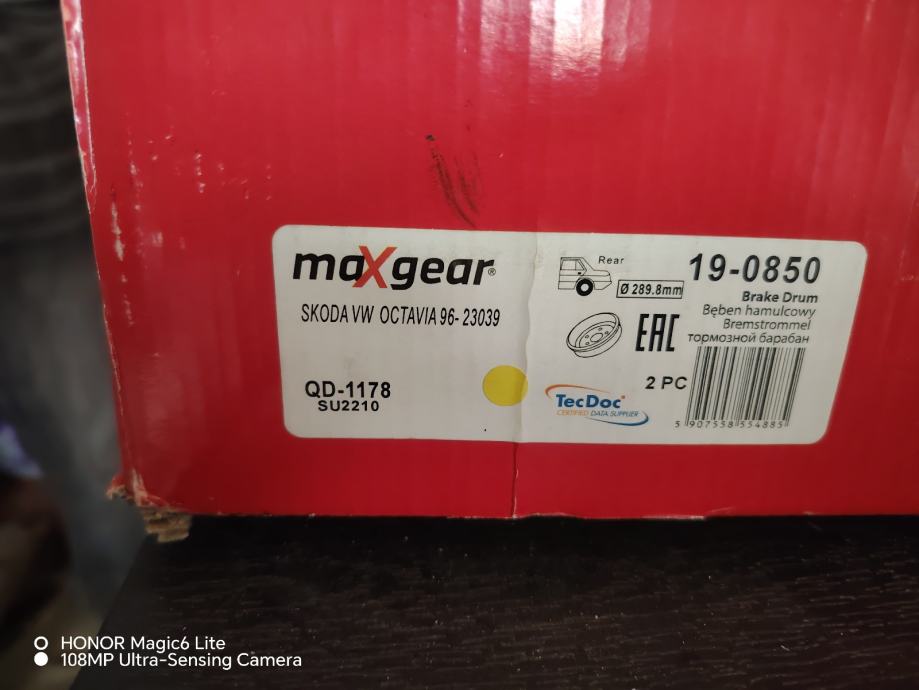 maxgear®
SKODA VW OCTAVIA 96- 23039
QD-1178
SU2210
Rear
Ø 289.8mm
19-0850
Brake Drum
Bęben hamulcowy
Bremstrommel
тормозной барабан
EAC
2 PC
TecDoc®
CERTIFIED DATA SUPPLIER
5 907558 554885
HONOR Magic6 Lite
108MP Ultra-Sensing Camera